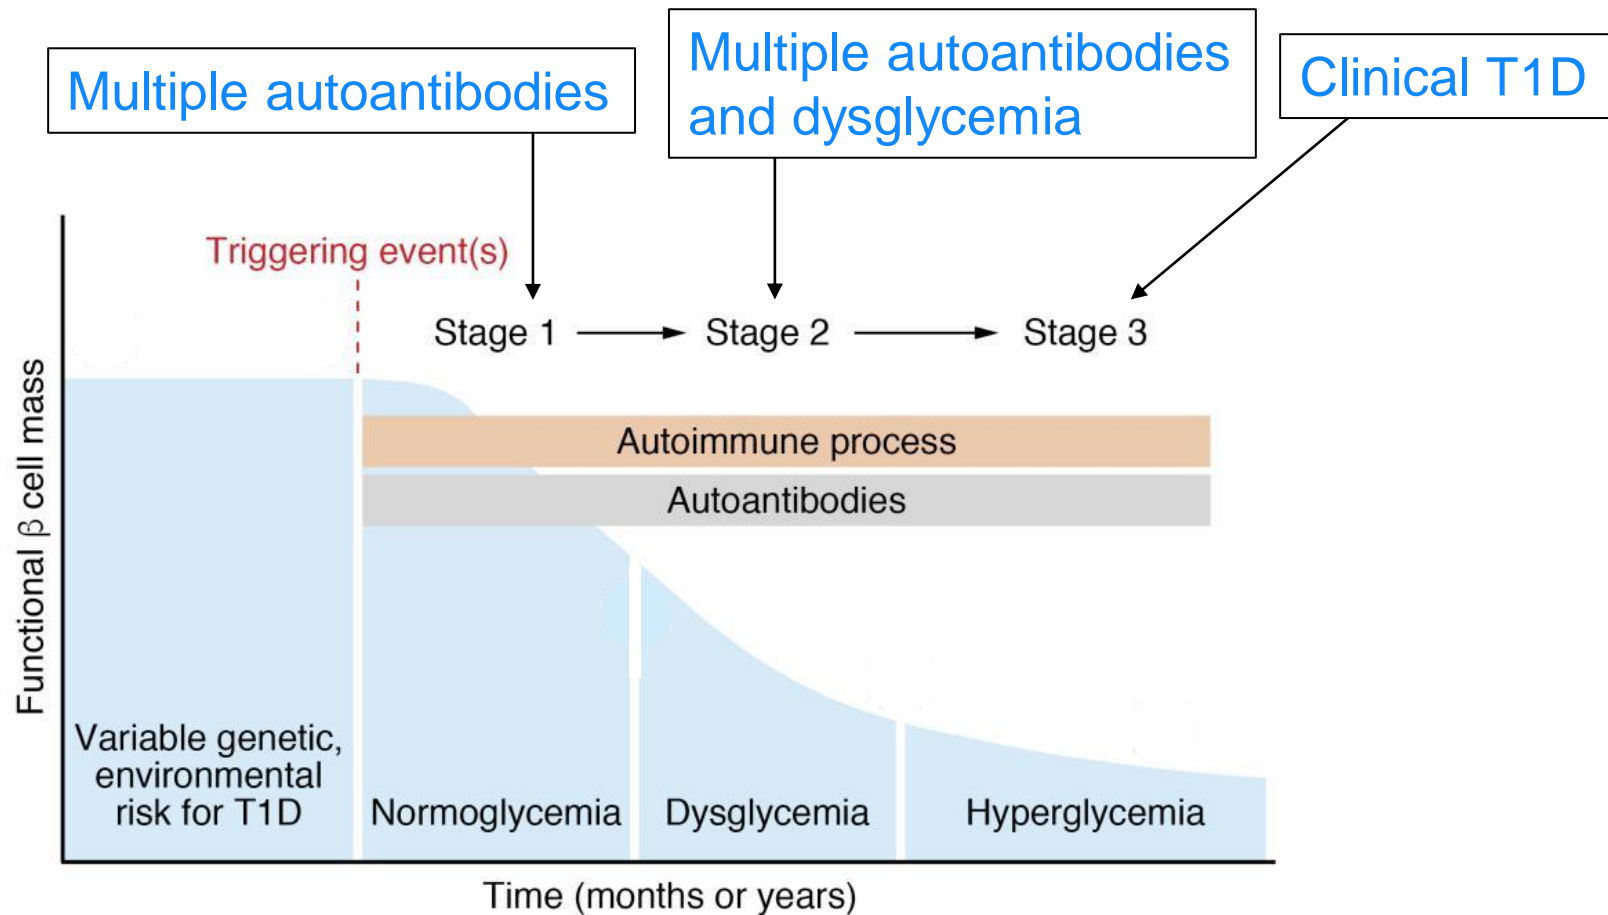 Multiple autoantibodies
Multiple autoantibodies
and dysglycemia
Clinical T1D
Triggering event(s)
Stage 1
Stage 2
Stage 3
Autoimmune process
Autoantibodies
Functional β cell mass
Variable genetic,
environmental
risk for T1D
Normoglycemia
Dysglycemia
Hyperglycemia
Time (months or years)